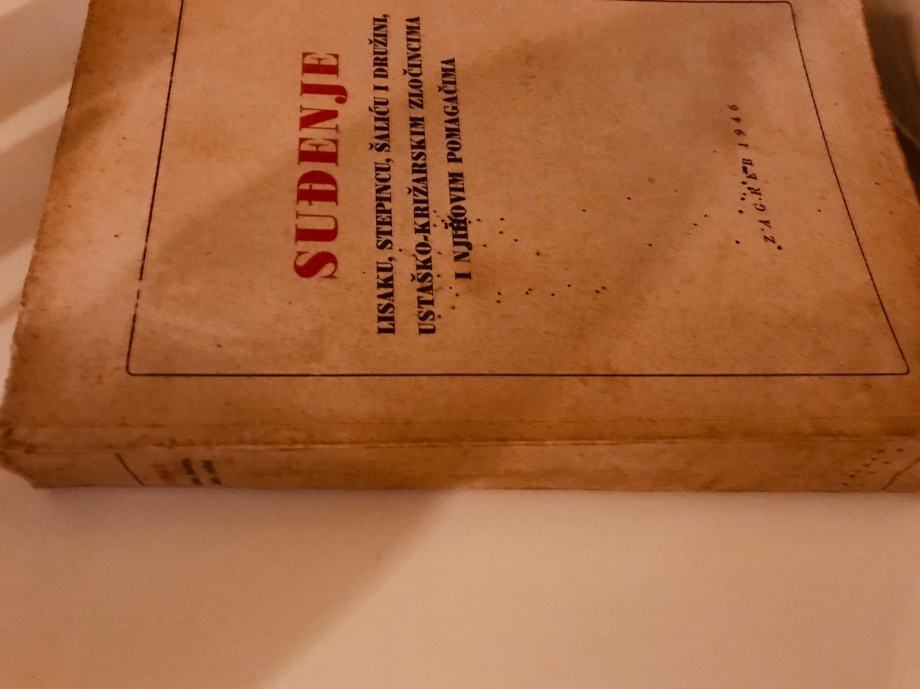 SUĐENJE
LISAKU, STEPINCU, ŠALIĆU I DRUŽINI,
USTAŠKO-KRIŽARSKIM ZLOČINCIMA
I NJIHOVIM POMAGAČIMA
ZAGREB 1946